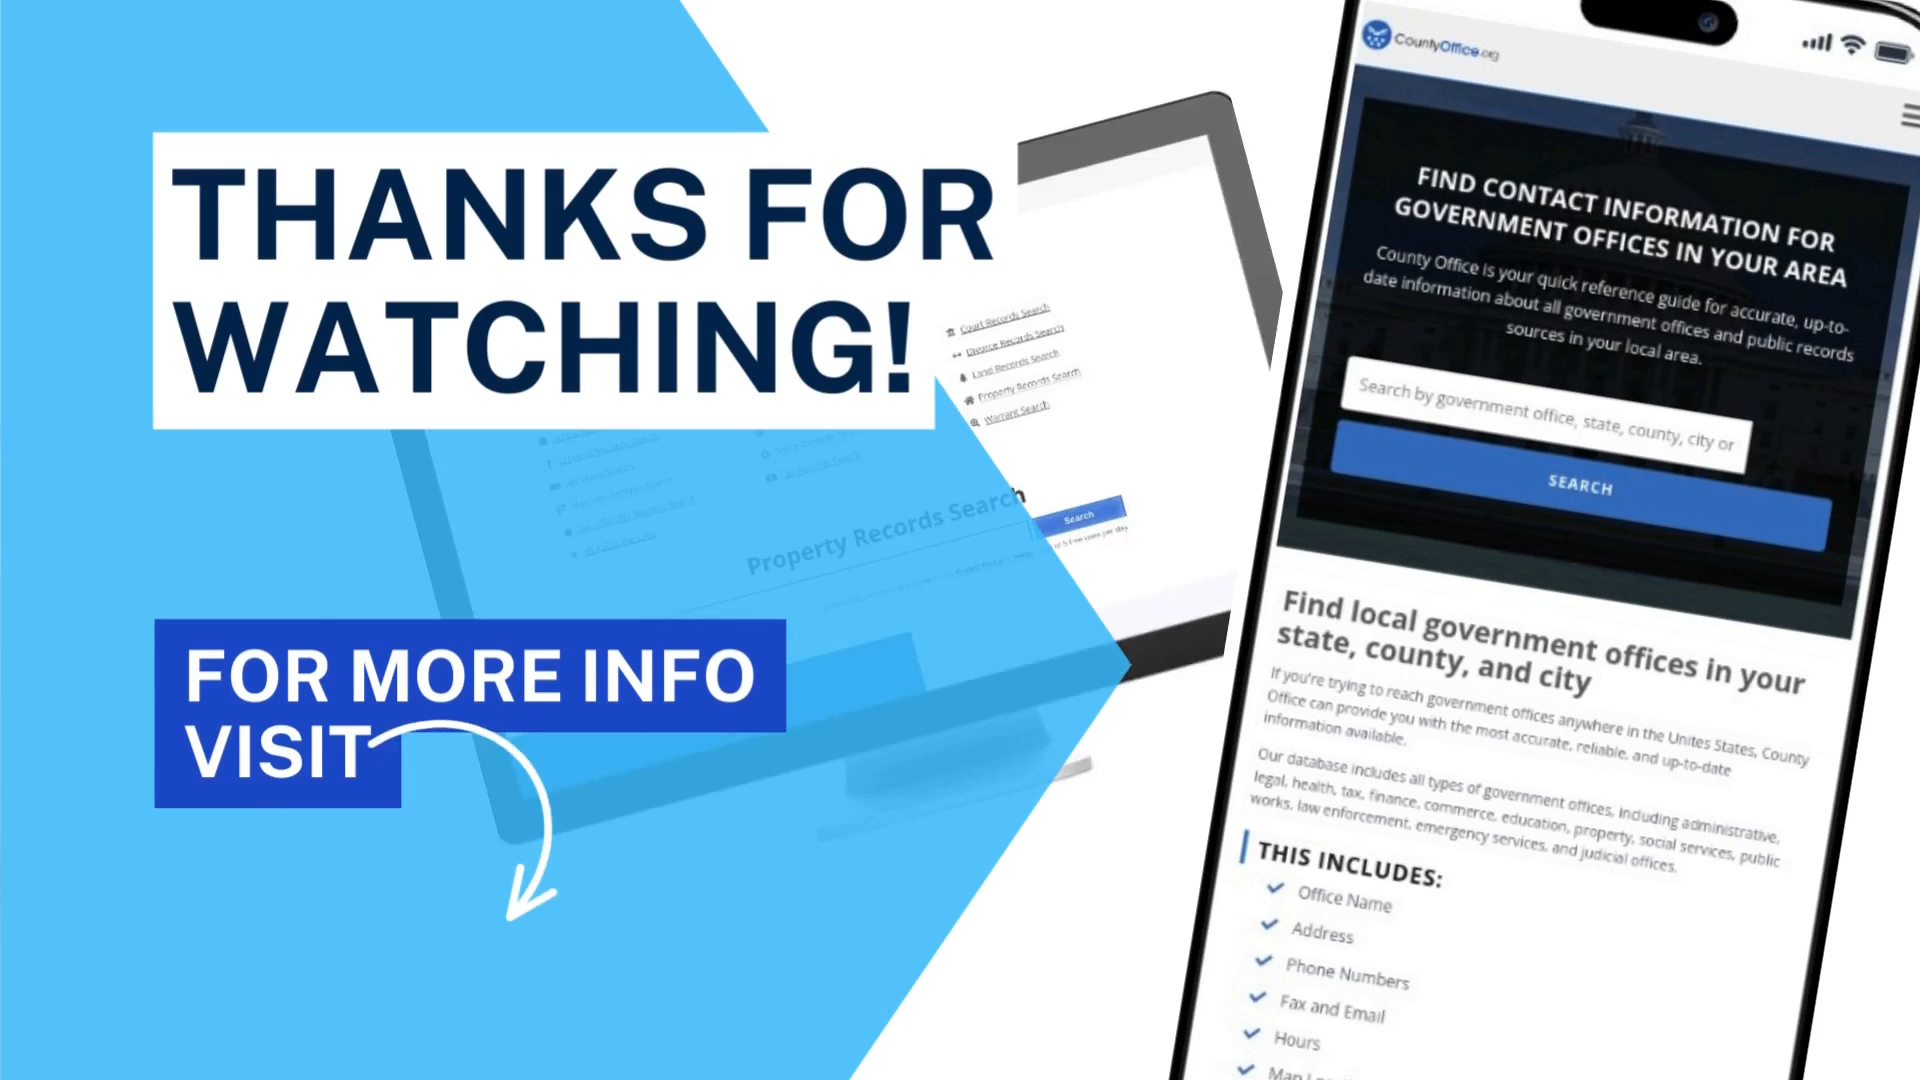 THANKS FOR
WATCHING!
FOR MORE INFO
VISIT
Court Records Search
Divorce Records Search
Land Records Search
Property Records Search
Warrant Search
Property Records Search
Search
CountyOffice.org
FIND CONTACT INFORMATION FOR
GOVERNMENT OFFICES IN YOUR AREA
County Office is your quick reference guide for accurate, up-to-
date information about all government offices and public records
sources in your local area.
Search by government office, state, county, city or
SEARCH
Find local government offices in your
state, county, and city
If you're trying to reach government offices anywhere in the Unites States, County
Office can provide you with the most accurate, reliable, and up-to-date
information available.
Our database includes all types of government offices, including administrative,
legal, health, tax, finance, commerce, education, property, social services, public
works, law enforcement, emergency services, and judicial offices.
THIS INCLUDES:
Office Name
Address
Phone Numbers
Fax and Email
Hours